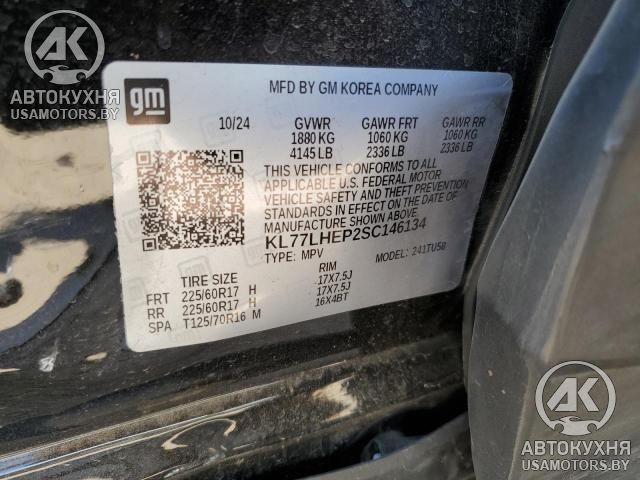 AK
АВТОКУХНЯ
USAMOTORS.BY
gm
MFD BY GM KOREA COMPANY
10/24 GVWR GAWR FRT GAWR RR
1880 KG 1060 KG 1060 KG
4145 LB 2336 LB 2336 LB
THIS VEHICLE CONFORMS TO ALL
APPLICABLE U.S. FEDERAL MOTOR
VEHICLE SAFETY AND THEFT PREVENTION
STANDARDS IN EFFECT ON THE DATE OF
MANUFACTURE SHOWN ABOVE.
KL77LHEP2SC146134
TYPE: MPV MODEL: 241TU58
TIRE SIZE RIM
FRT 225/60R17 H 17X7.5J
RR 225/60R17 H 17X7.5J
SPA T125/70R16 M 16X4BT
AK
АВТОКУХНЯ
USAMOTORS.BY